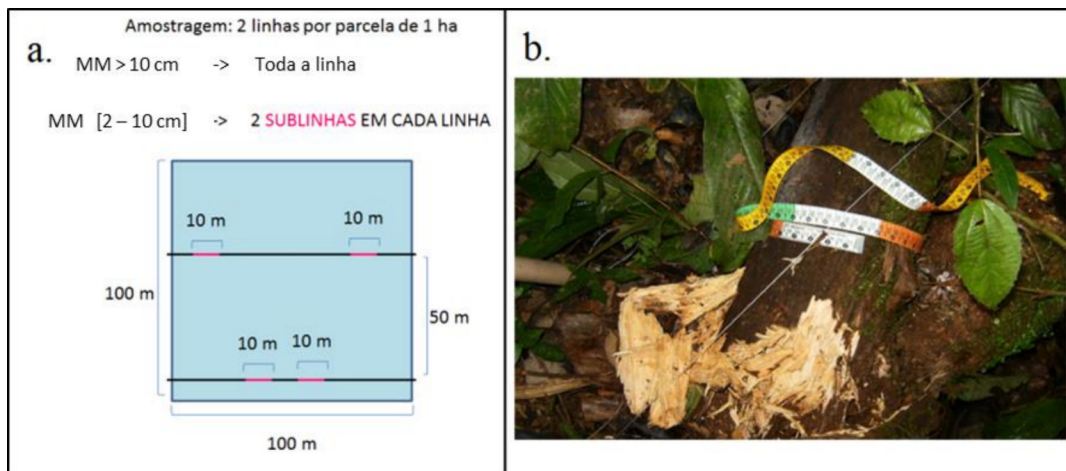 Amostragem: 2 linhas por parcela de 1 ha
a.
MM > 10 cm -> Toda a linha
MM [2 – 10 cm] -> 2 SUBLINHAS EM CADA LINHA
10 m
10 m
100 m
50 m
10 m
10 m
100 m
b.